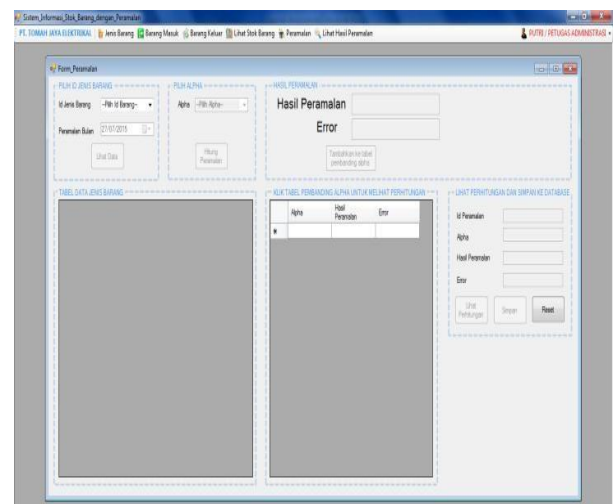 Sistem_Informasi_Stok_Barang_dengan_Peramalan
PT. TOMAH JAYA ELEKTRIKAL Jenis Barang Barang Masuk Barang Keluar Lihat Stok Barang Peramalan Lihat Hasil Peramalan PUTRI / PETUGAS ADMINISTRASI
Form_Peramalan
PILIH ID JENIS BARANG
Id Jenis Barang --Pilih Id Barang--
Peramalan Bulan 27/07/2015
Lihat Data
PILIH ALPHA
Alpha --Pilih Alpha--
Hitung
Peramalan
HASIL PERAMALAN
Hasil Peramalan
Error
Tambahkan ke tabel
pembanding alpha
TABEL DATA JENIS BARANG
KLIK TABEL PEMBANDING ALPHA UNTUK MELIHAT PERHITUNGAN
Alpha Hasil Peramalan Error
LIHAT PERHITUNGAN DAN SIMPAN KE DATABASE
Id Peramalan
Alpha
Hasil Peramalan
Error
Lihat
Perhitungan
Simpan
Reset